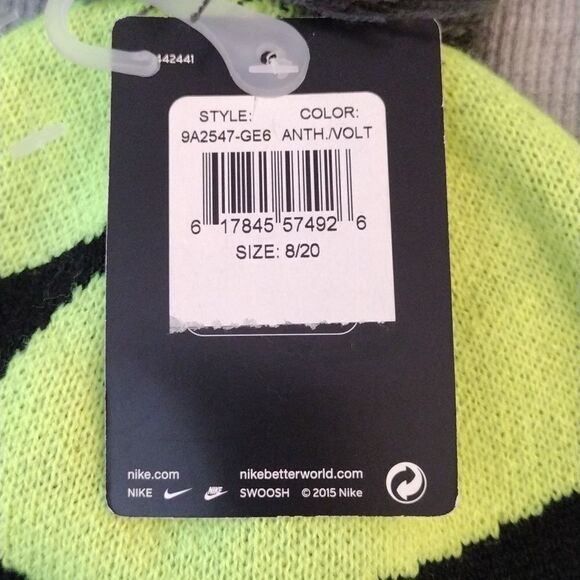 442441
STYLE: COLOR:
9A2547-GE6 ANTH./VOLT
6 17845 57492 6
SIZE: 8/20
nike.com nikebetterworld.com
NIKE SWOOSH © 2015 Nike